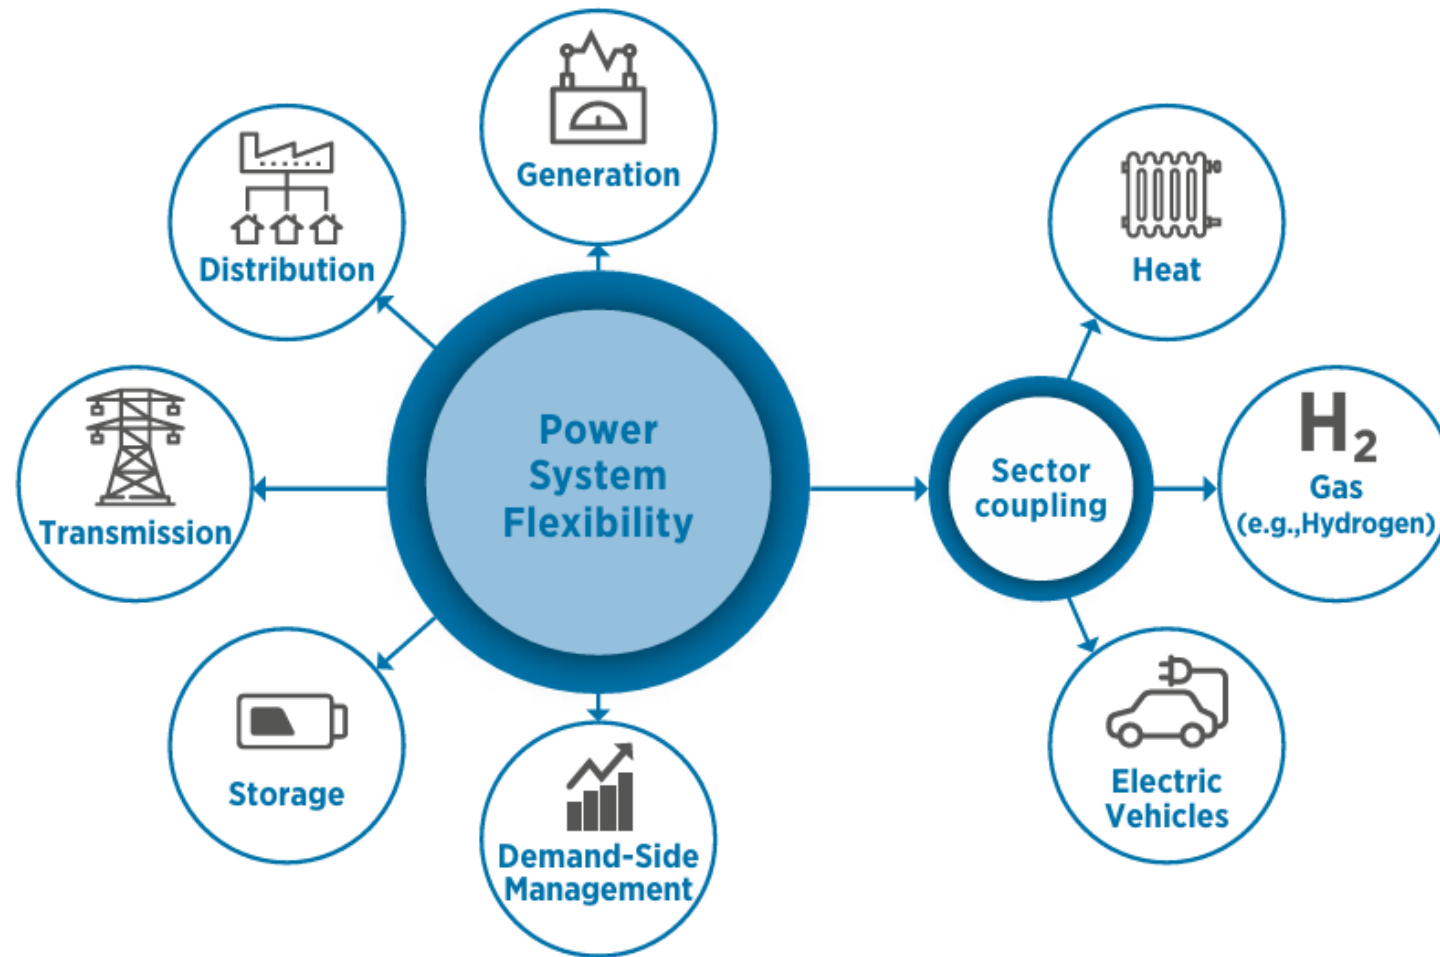 Generation
Distribution
Transmission
Storage
Demand-Side
Management
Power
System
Flexibility
Sector
coupling
Heat
H₂
Gas
(e.g.,Hydrogen)
Electric
Vehicles